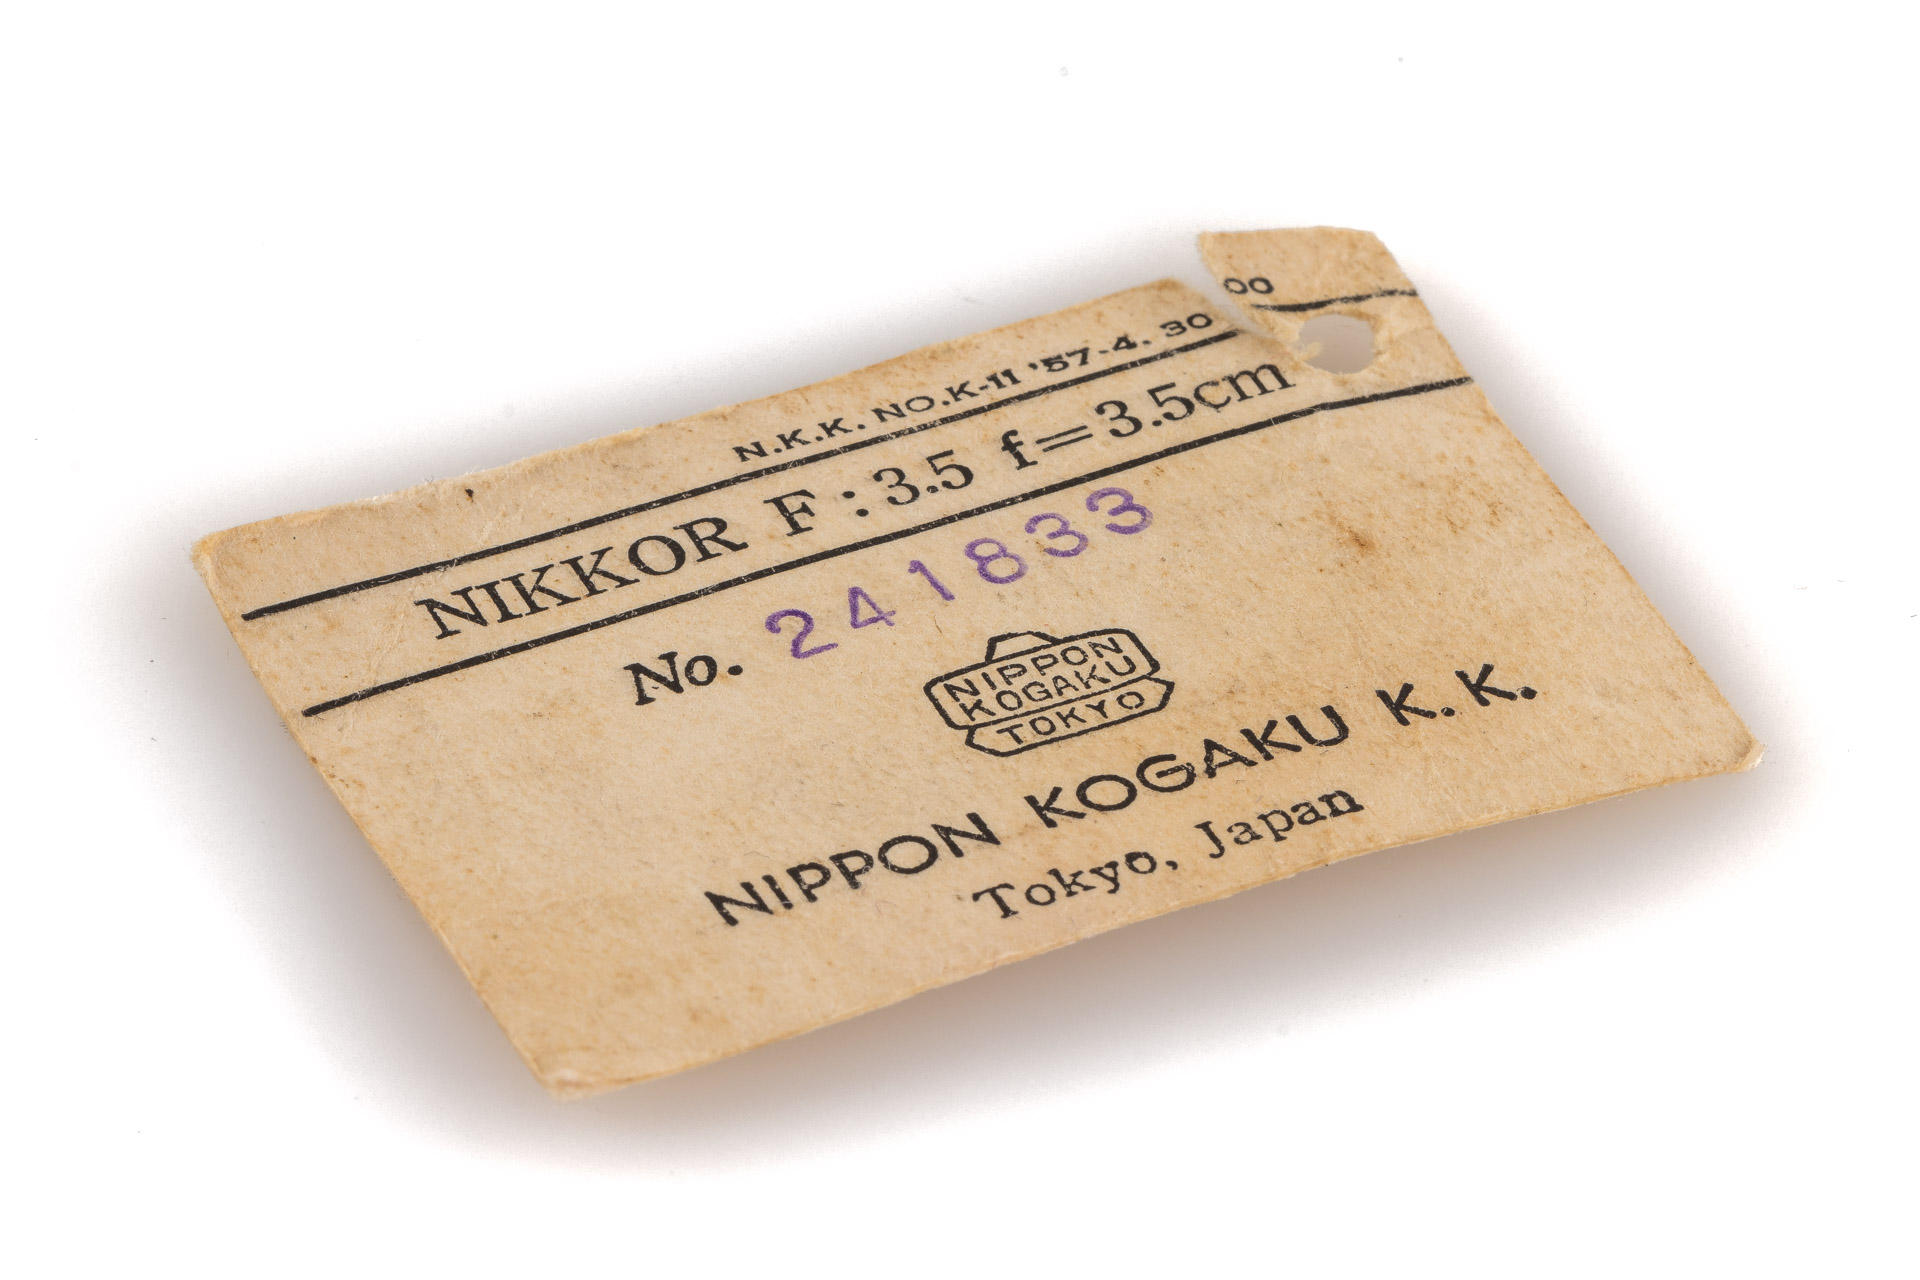 N.K.K. NO.K-11 '57-4. 30 00
NIKKOR F : 3.5 f=3.5cm
No. 241833
NIPPON
KOGAKU
TOKYO
NIPPON KOGAKU K. K.
Tokyo, Japan